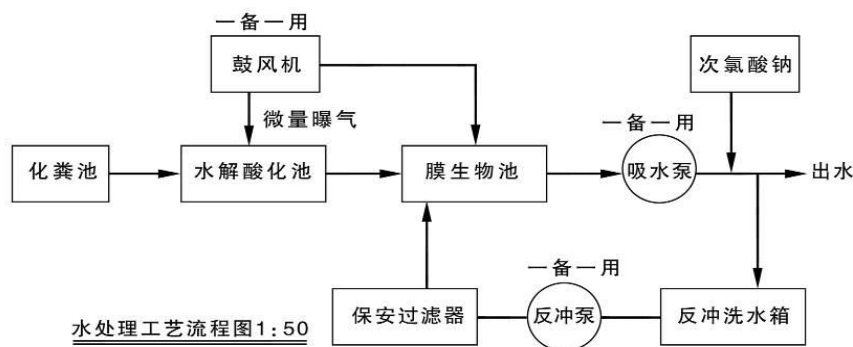 一备一用
鼓风机
次氯酸钠
微量曝气
一备一用
化粪池
水解酸化池
膜生物池
吸水泵
出水
一备一用
保安过滤器
反冲泵
反冲洗水箱
水处理工艺流程图1:50